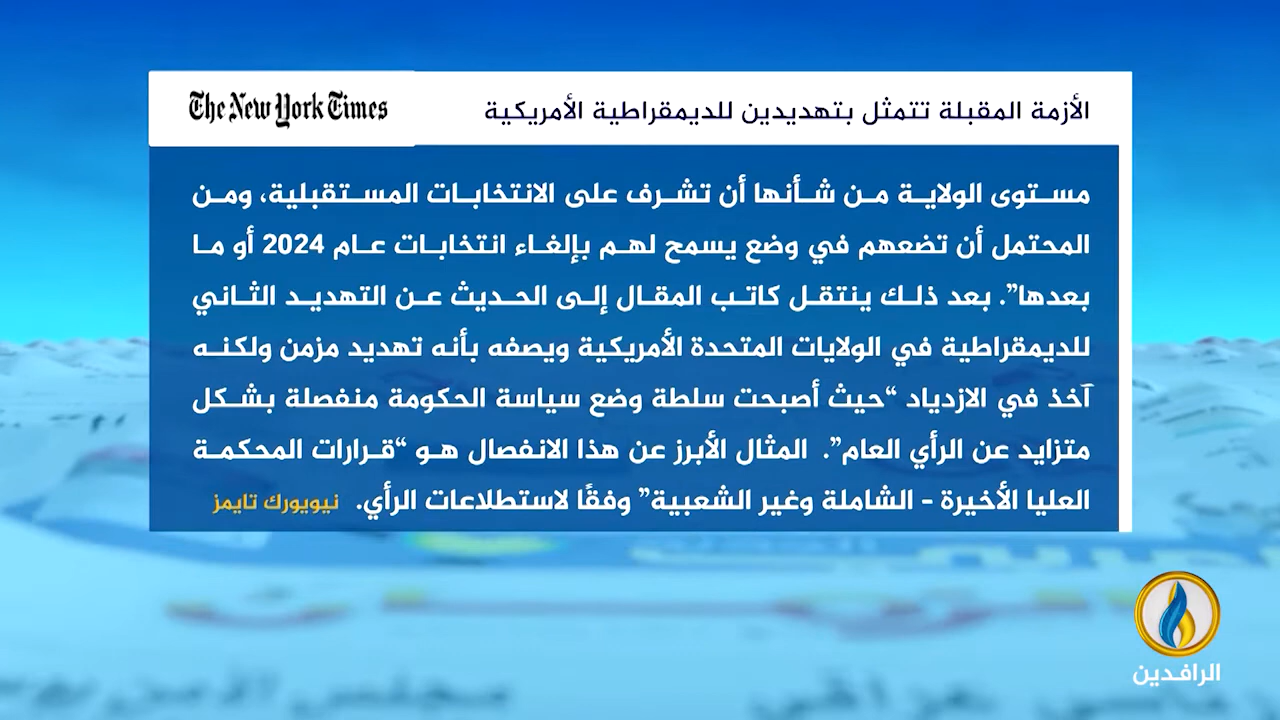 The New York Times
الأزمة المقبلة تتمثل بتهديدين للديمقراطية الأمريكية
مستوى الولاية من شأنها أن تشرف على الانتخابات المستقبلية، ومن
المحتمل أن تضعهم في وضع يسمح لهم بإلغاء انتخابات عام 2024 أو ما
بعدها”. بعد ذلك ينتقل كاتب المقال إلى الحديث عن التهديد الثاني
للديمقراطية في الولايات المتحدة الأمريكية ويصفه بأنه تهديد مزمن ولكنه
آخذ في الازدياد “حيث أصبحت سلطة وضع سياسة الحكومة منفصلة بشكل
متزايد عن الرأي العام”. المثال الأبرز عن هذا الانفصال هو “قرارات المحكمة
العليا الأخيرة - الشاملة وغير الشعبية” وفقًا لاستطلاعات الرأي. نيويورك تايمز
الرافدين
مجلس الأمن